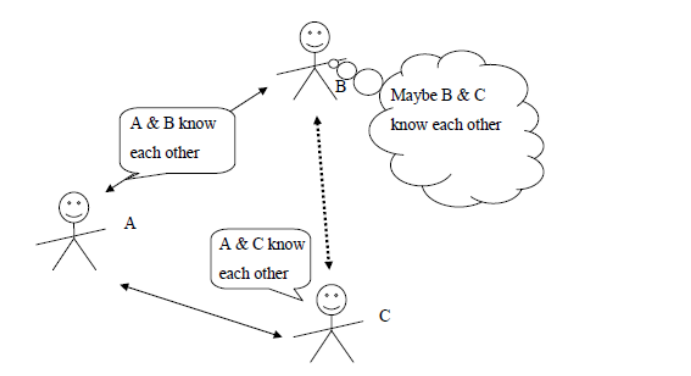 B
Maybe B & C
know each other
A & B know
each other
A
A & C know
each other
C